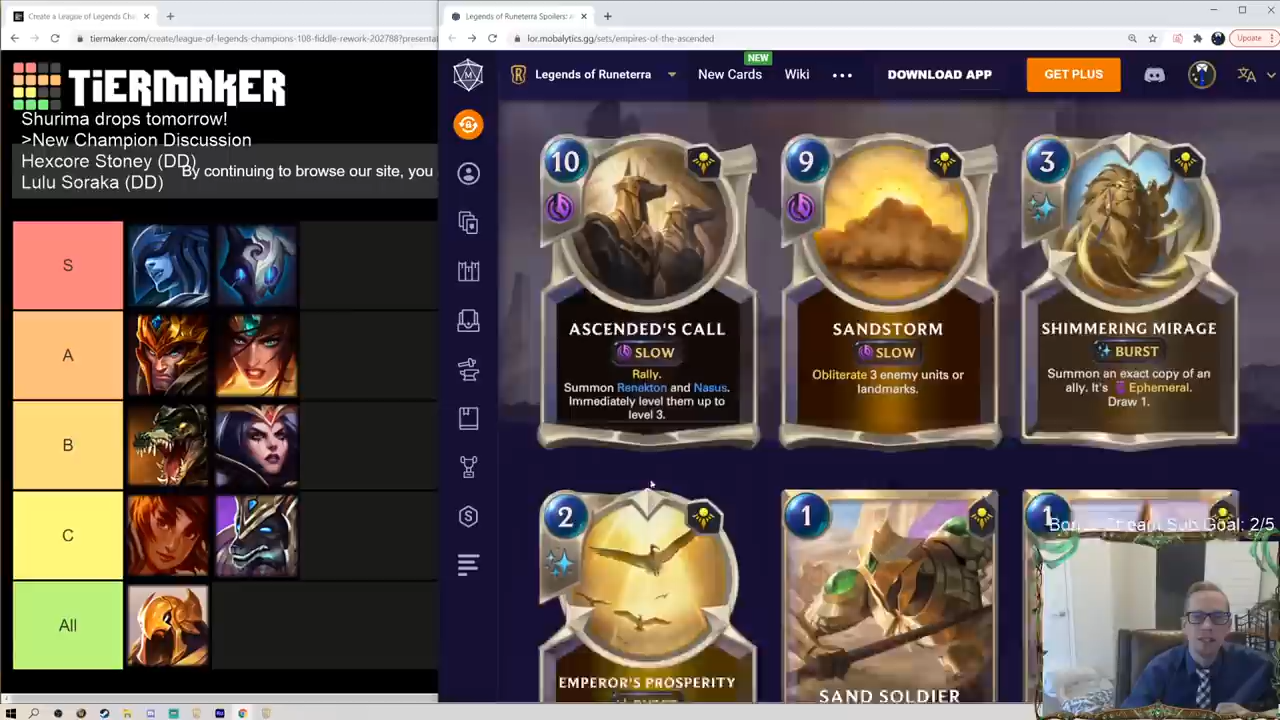 Create a League of Legends Cha
tiermaker.com/create/league-of-legends-champions-108-fiddle-rework-202788?presenta
TIERMAKER
Shurima drops tomorrow!
>New Champion Discussion
Hexcore Stoney (DD)
By continuing to browse our site, you
Lulu Soraka (DD)
S
A
B
C
All
Legends of Runeterra Spoilers: A
lor.mobalytics.gg/sets/empires-of-the-ascended
Update
Legends of Runeterra
NEW
New Cards
Wiki
DOWNLOAD APP
GET PLUS
10
ASCENDED'S CALL
SLOW
Rally.
Summon Renekton and Nasus.
Immediately level them up to
level 3.
9
SANDSTORM
SLOW
Obliterate 3 enemy units or
landmarks.
3
SHIMMERING MIRAGE
BURST
Summon an exact copy of an
ally. It's Ephemeral.
Draw 1.
2
EMPEROR'S PROSPERITY
1
SAND SOLDIER
1
Stream Sub Goal: 2/5